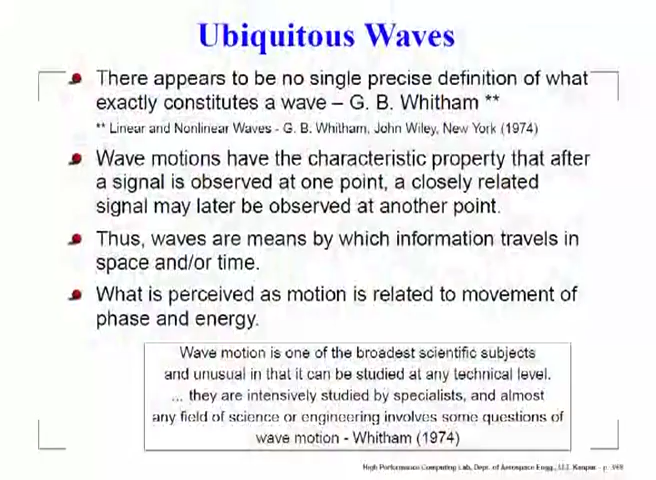 Ubiquitous Waves
There appears to be no single precise definition of what
exactly constitutes a wave – G. B. Whitham **
** Linear and Nonlinear Waves - G. B. Whitham, John Wiley, New York (1974)
Wave motions have the characteristic property that after
a signal is observed at one point, a closely related
signal may later be observed at another point.
Thus, waves are means by which information travels in
space and/or time.
What is perceived as motion is related to movement of
phase and energy.
Wave motion is one of the broadest scientific subjects
and unusual in that it can be studied at any technical level.
... they are intensively studied by specialists, and almost
any field of science or engineering involves some questions of
wave motion - Whitham (1974)
High Performance Computing Lab, Dept. of Aerospace Engg., I.I.T. Kanpur – p.